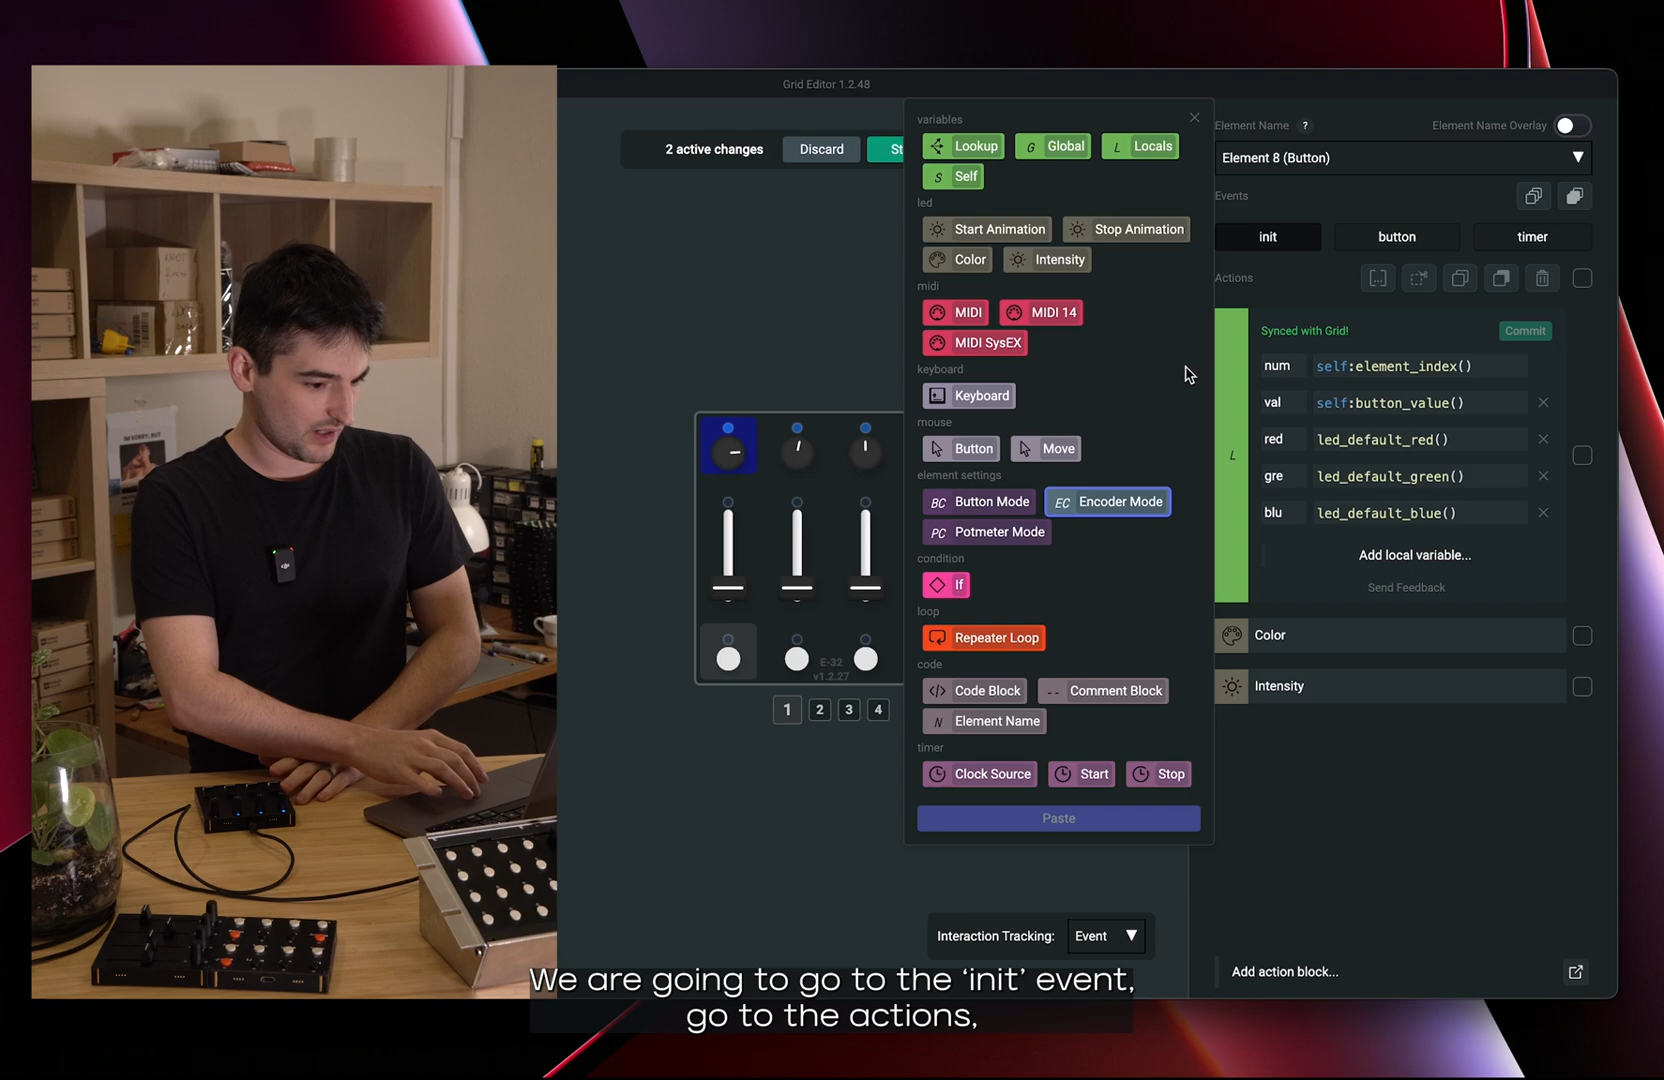 Grid Editor 1.2.48
2 active changes
Discard
St
variables
Lookup
G Global
L Locals
S Self
led
Start Animation
Stop Animation
Color
Intensity
midi
MIDI
MIDI 14
MIDI SysEX
keyboard
Keyboard
mouse
Button
Move
element settings
BC Button Mode
EC Encoder Mode
PC Potmeter Mode
condition
If
loop
Repeater Loop
code
</> Code Block
-- Comment Block
N Element Name
timer
Clock Source
Start
Stop
Paste
E-32
v1.2.27
1 2 3 4
Interaction Tracking: Event
Element Name ?
Element Name Overlay
Element 8 (Button)
Events
init
button
timer
Actions
L
Synced with Grid!
Commit
num self:element_index()
val self:button_value()
red led_default_red()
gre led_default_green()
blu led_default_blue()
Add local variable...
Send Feedback
Color
Intensity
Add action block...
We are going to go to the ‘init’ event,
go to the actions,